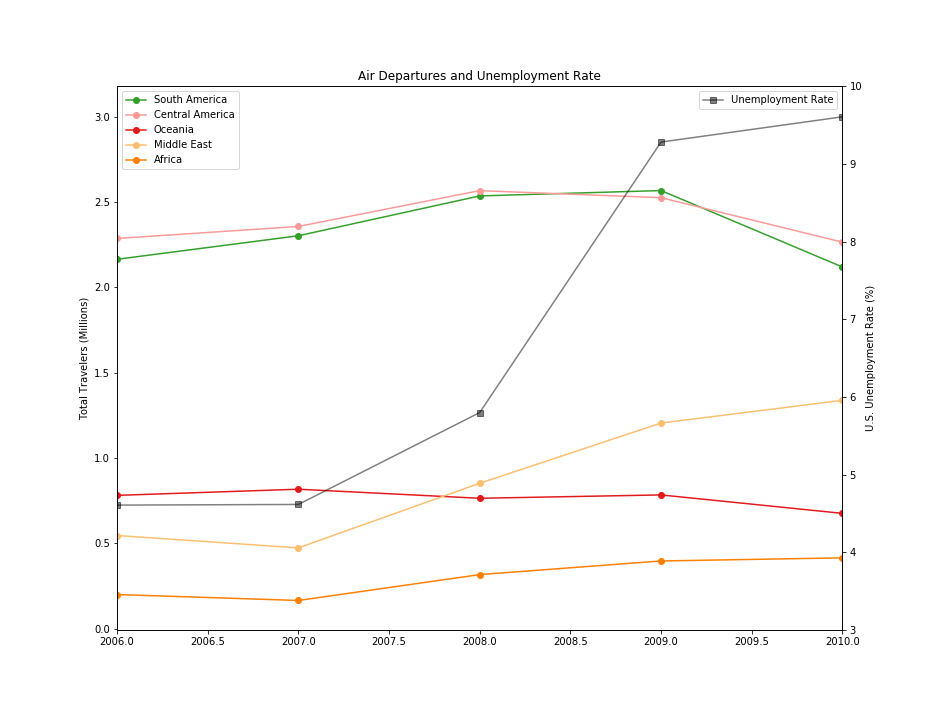 Air Departures and Unemployment Rate
South America
Central America
Oceania
Middle East
Africa
Unemployment Rate
Total Travelers (Millions)
3.0
2.5
2.0
1.5
1.0
0.5
0.0
10
9
8
7
6
5
4
3
U.S. Unemployment Rate (%)
2006.0 2006.5 2007.0 2007.5 2008.0 2008.5 2009.0 2009.5 2010.0